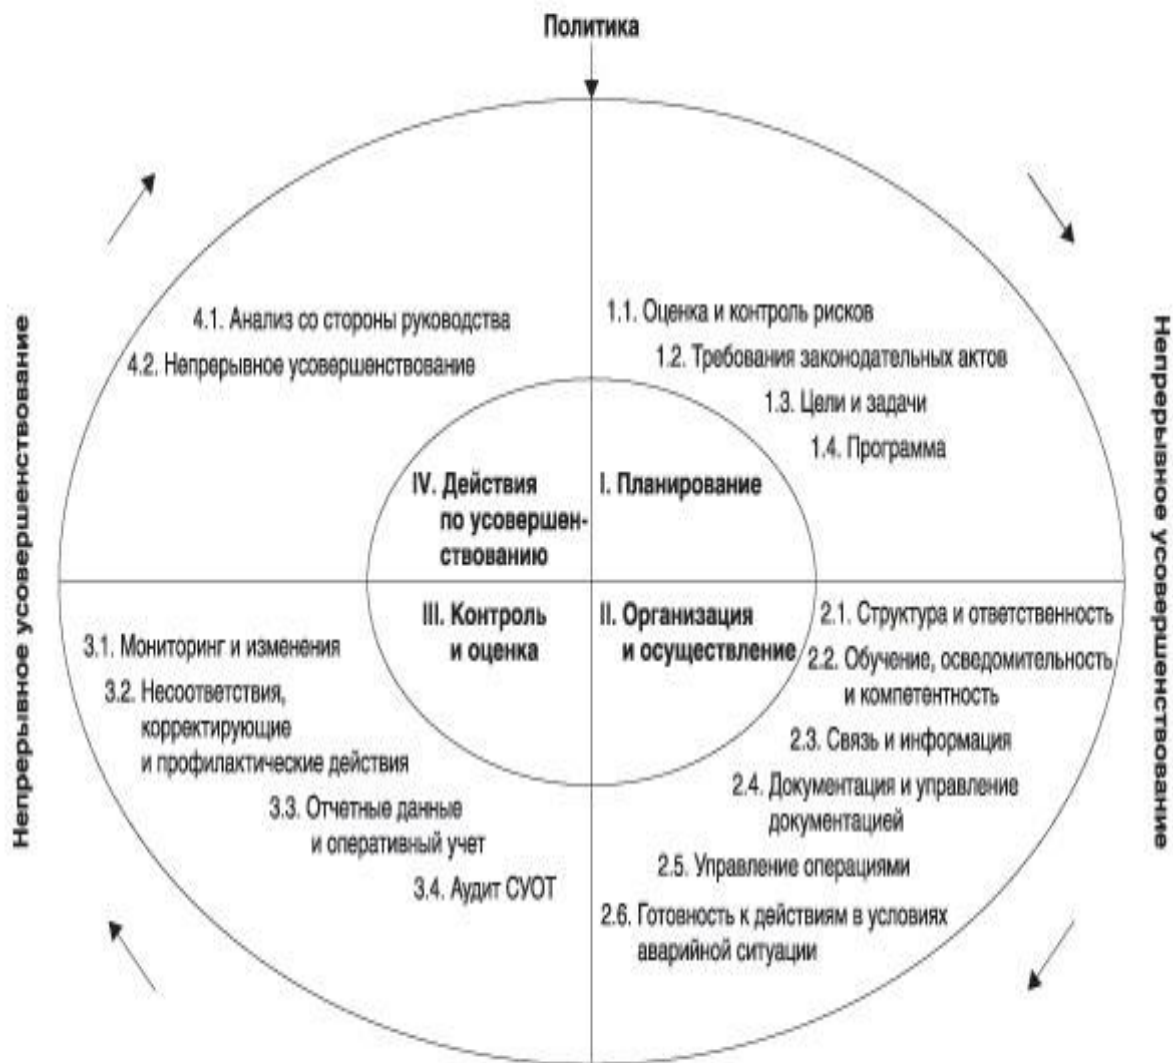 Политика
Непрерывное усовершенствование
4.1. Анализ со стороны руководства
4.2. Непрерывное усовершенствование
1.1. Оценка и контроль рисков
1.2. Требования законодательных актов
1.3. Цели и задачи
1.4. Программа
IV. Действия
по усовершен-
ствованию
I. Планирование
III. Контроль
и оценка
II. Организация
и осуществление
3.1. Мониторинг и изменения
3.2. Несоответствия,
корректирующие
и профилактические действия
3.3. Отчетные данные
и оперативный учет
3.4. Аудит СУОТ
2.1. Структура и ответственность
2.2. Обучение, осведомительность
и компетентность
2.3. Связь и информация
2.4. Документация и управление
документацией
2.5. Управление операциями
2.6. Готовность к действиям в условиях
аварийной ситуации
Непрерывное усовершенствование